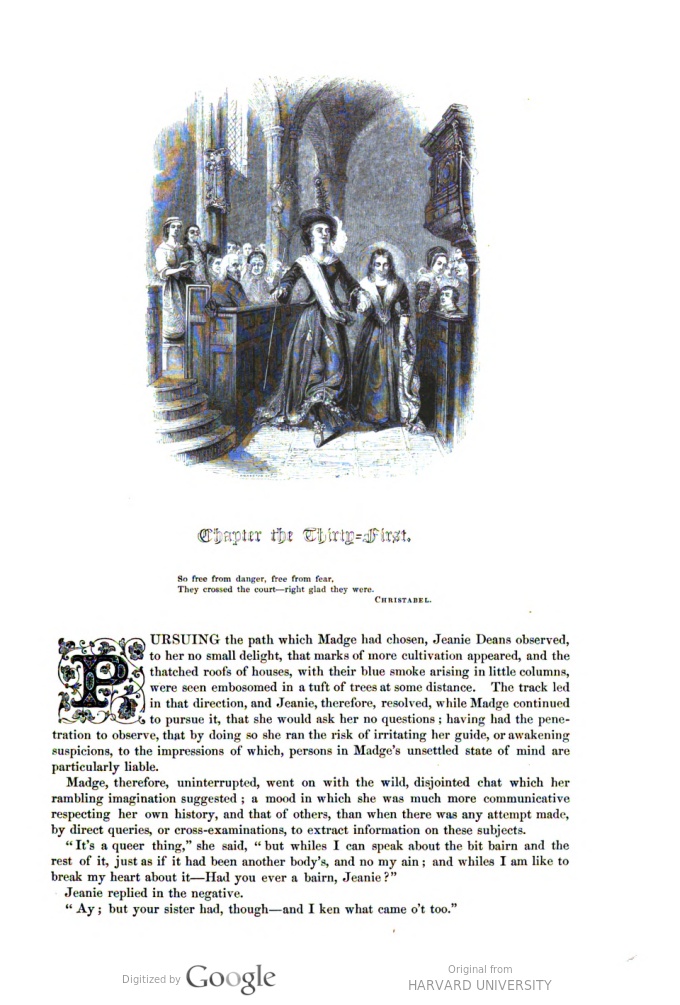 Chapter the Thirty-First.
So free from danger, free from fear,
They crossed the court—right glad they were.
CHRISTABEL.
PURSUING the path which Madge had chosen, Jeanie Deans observed,
to her no small delight, that marks of more cultivation appeared, and the
thatched roofs of houses, with their blue smoke arising in little columns,
were seen embosomed in a tuft of trees at some distance. The track led
in that direction, and Jeanie, therefore, resolved, while Madge continued
to pursue it, that she would ask her no questions; having had the pene-
tration to observe, that by doing so she ran the risk of irritating her guide, or awakening
suspicions, to the impressions of which, persons in Madge's unsettled state of mind are
particularly liable.
Madge, therefore, uninterrupted, went on with the wild, disjointed chat which her
rambling imagination suggested; a mood in which she was much more communicative
respecting her own history, and that of others, than when there was any attempt made,
by direct queries, or cross-examinations, to extract information on these subjects.
"It's a queer thing," she said, "but whiles I can speak about the bit bairn and the
rest of it, just as if it had been another body's, and no my ain; and whiles I am like to
break my heart about it—Had you ever a bairn, Jeanie?"
Jeanie replied in the negative.
"Ay; but your sister had, though—and I ken what came o't too."
Digitized by Google
Original from
HARVARD UNIVERSITY